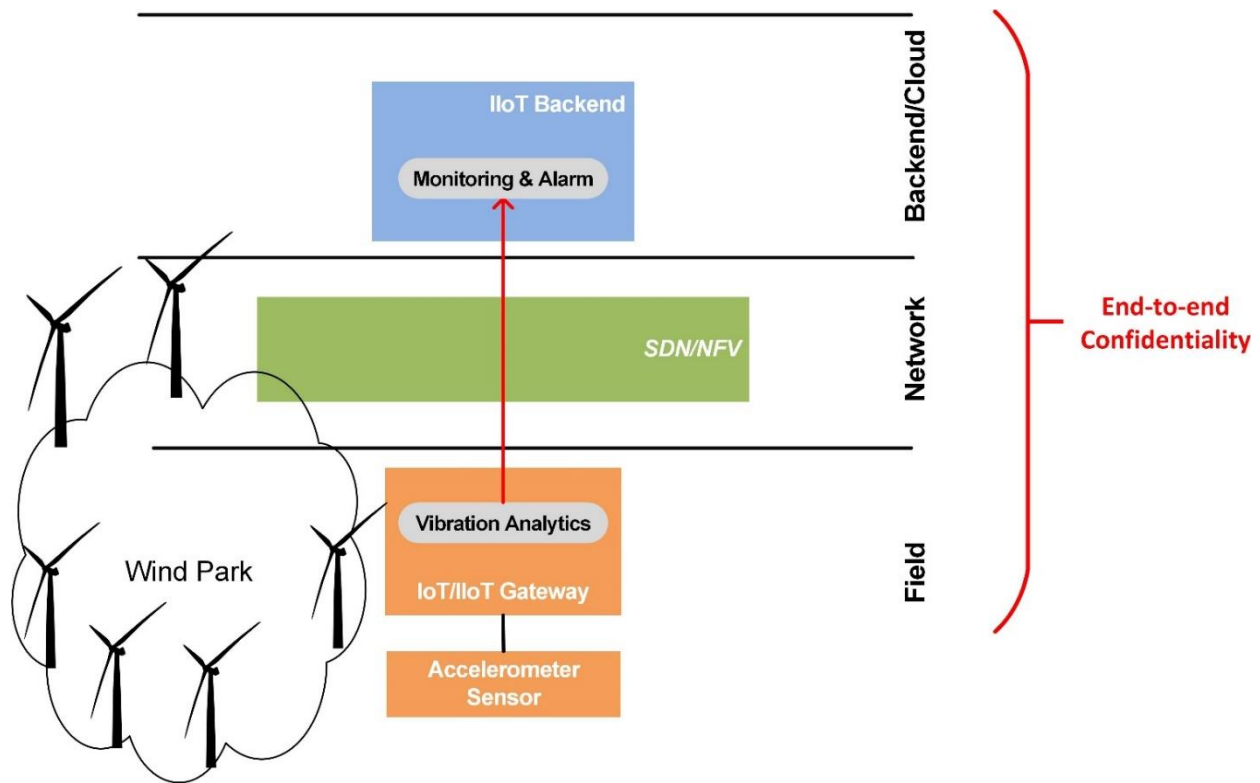 IIoT Backend
Monitoring & Alarm
Backend/Cloud
SDN/NFV
Network
End-to-end
Confidentiality
Vibration Analytics
IoT/IIoT Gateway
Wind Park
Field
Accelerometer
Sensor